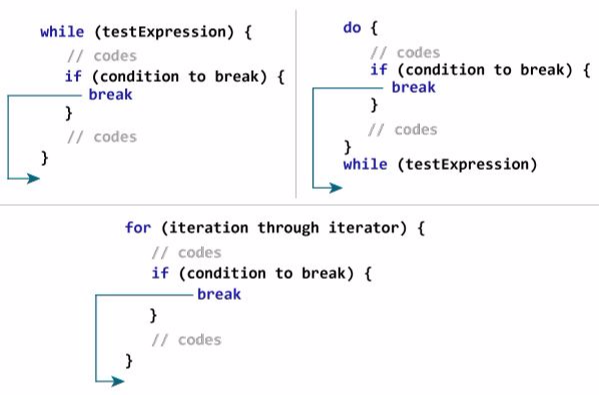 while (testExpression) {
// codes
if (condition to break) {
break
}
// codes
}
do {
// codes
if (condition to break) {
break
}
// codes
}
while (testExpression)
for (iteration through iterator) {
// codes
if (condition to break) {
break
}
// codes
}